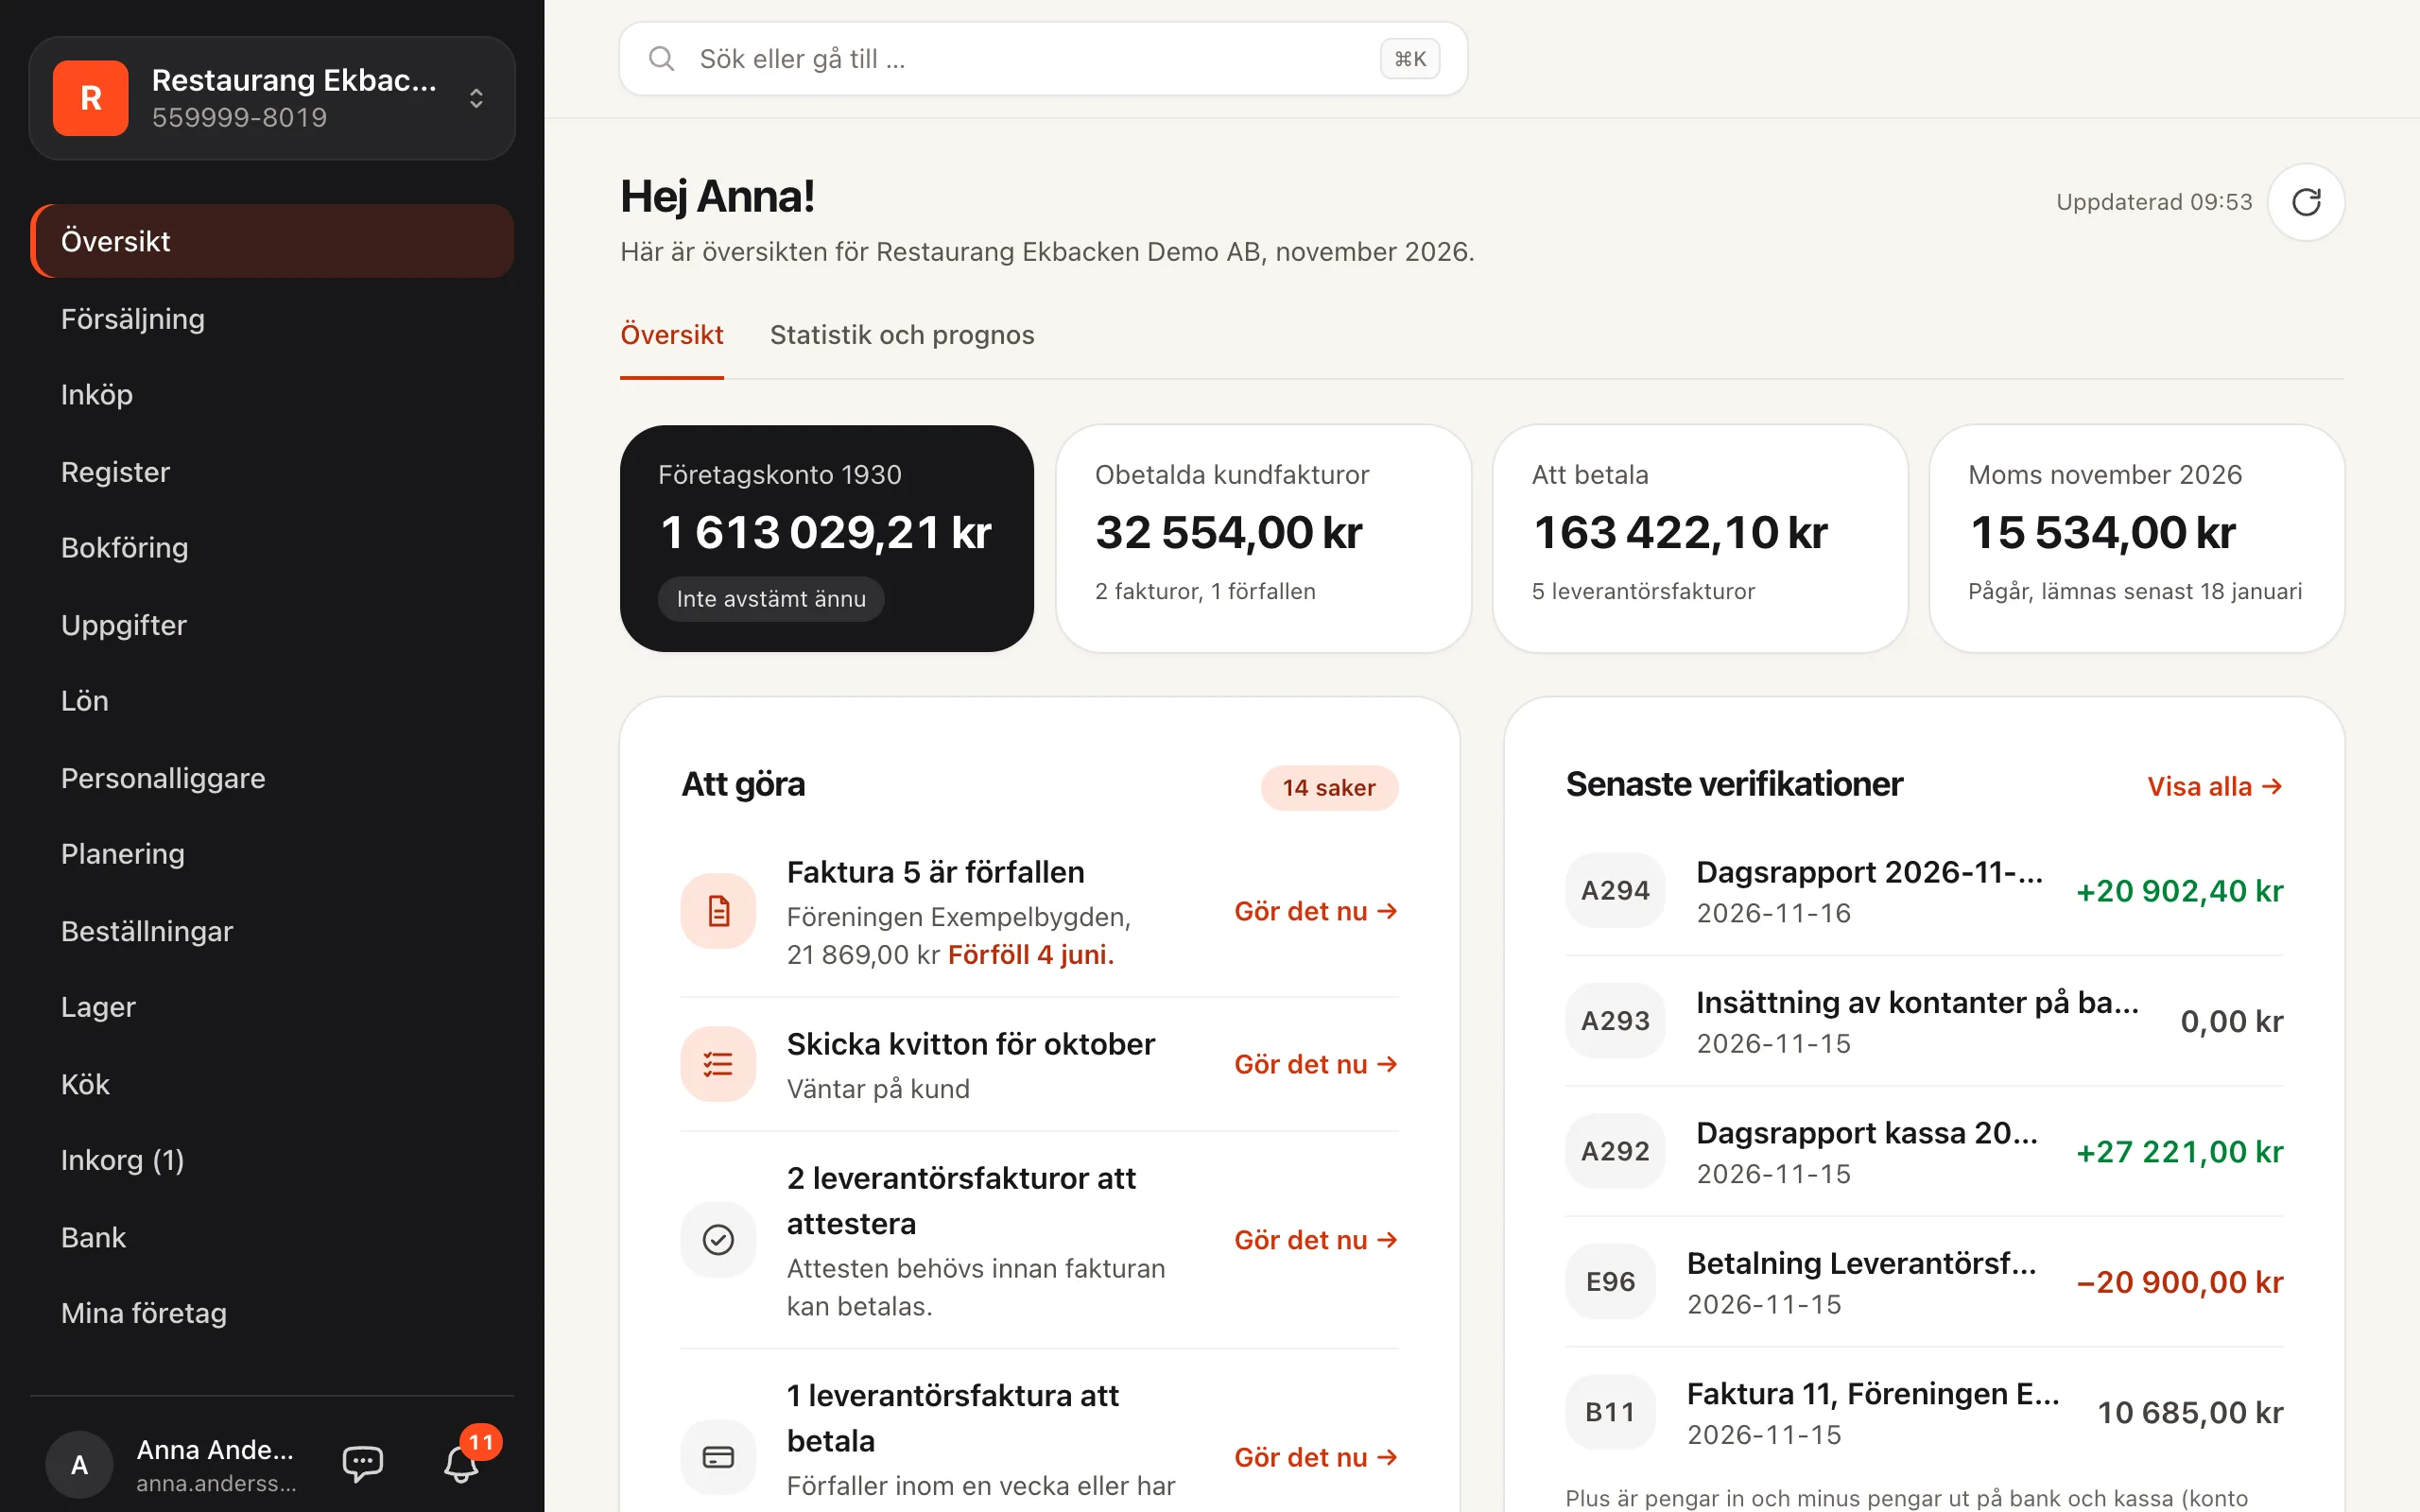 R
Restaurang Ekbac...
559999-8019
Översikt
Försäljning
Inköp
Register
Bokföring
Uppgifter
Lön
Personalliggare
Planering
Beställningar
Lager
Kök
Inkorg (1)
Bank
Mina företag
A
Anna Ande...
anna.anderss...
11
Sök eller gå till ...
⌘K
Hej Anna!
Här är översikten för Restaurang Ekbacken Demo AB, november 2026.
Uppdaterad 09:53
Översikt
Statistik och prognos
Företagskonto 1930
1 613 029,21 kr
Inte avstämt ännu
Obetalda kundfakturor
32 554,00 kr
2 fakturor, 1 förfallen
Att betala
163 422,10 kr
5 leverantörsfakturor
Moms november 2026
15 534,00 kr
Pågår, lämnas senast 18 januari
Att göra
14 saker
Faktura 5 är förfallen
Föreningen Exempelbygden,
21 869,00 kr Förföll 4 juni.
Gör det nu →
Skicka kvitton för oktober
Väntar på kund
Gör det nu →
2 leverantörsfakturor att
attestera
Attesten behövs innan fakturan
kan betalas.
Gör det nu →
1 leverantörsfaktura att
betala
Förfaller inom en vecka eller har
Gör det nu →
Senaste verifikationer
Visa alla →
A294
Dagsrapport 2026-11-...
2026-11-16
+20 902,40 kr
A293
Insättning av kontanter på ba...
2026-11-15
0,00 kr
A292
Dagsrapport kassa 20...
2026-11-15
+27 221,00 kr
E96
Betalning Leverantörsf...
2026-11-15
−20 900,00 kr
B11
Faktura 11, Föreningen E...
2026-11-15
10 685,00 kr
Plus är pengar in och minus pengar ut på bank och kassa (konto